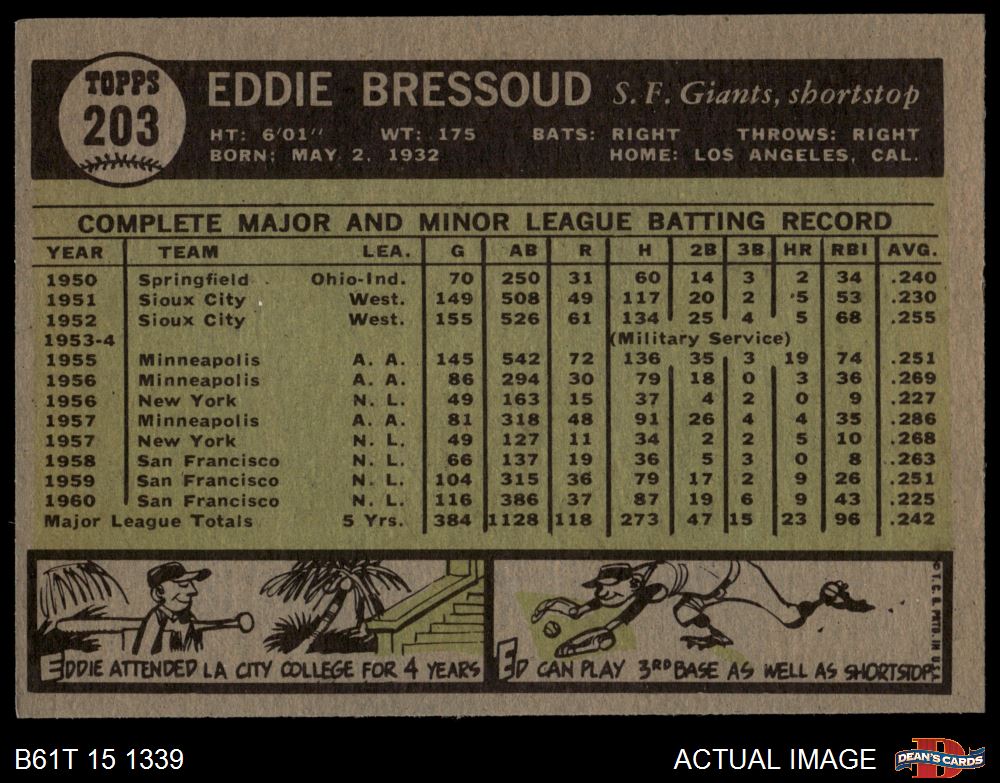 TOPPS
203
EDDIE BRESSOUD S. F. Giants, shortstop
HT: 6'01'' WT: 175 BATS: RIGHT THROWS: RIGHT
BORN: MAY 2, 1932 HOME: LOS ANGELES, CAL.
COMPLETE MAJOR AND MINOR LEAGUE BATTING RECORD
YEAR TEAM LEA. G AB R H 2B 3B HR RBI AVG.
1950 Springfield Ohio-Ind. 70 250 31 60 14 3 2 34 .240
1951 Sioux City West. 149 508 49 117 20 2 5 53 .230
1952 Sioux City West. 155 526 61 134 25 4 5 68 .255
1953-4 (Military Service)
1955 Minneapolis A. A. 145 542 72 136 35 3 19 74 .251
1956 Minneapolis A. A. 86 294 30 79 18 0 3 36 .269
1956 New York N. L. 49 163 15 37 4 2 0 9 .227
1957 Minneapolis A. A. 81 318 48 91 26 4 4 35 .286
1957 New York N. L. 49 127 11 34 2 2 5 10 .268
1958 San Francisco N. L. 66 137 19 36 5 3 0 8 .263
1959 San Francisco N. L. 104 315 36 79 17 2 9 26 .251
1960 San Francisco N. L. 116 386 37 87 19 6 9 43 .225
Major League Totals 5 Yrs. 384 1128 118 273 47 15 23 96 .242
EDDIE ATTENDED LA CITY COLLEGE FOR 4 YEARS
ED CAN PLAY 3RD BASE AS WELL AS SHORTSTOP
© T. C. G. PRTD. IN U.S.
B61T 15 1339
ACTUAL IMAGE
D
DEAN'S CARDS